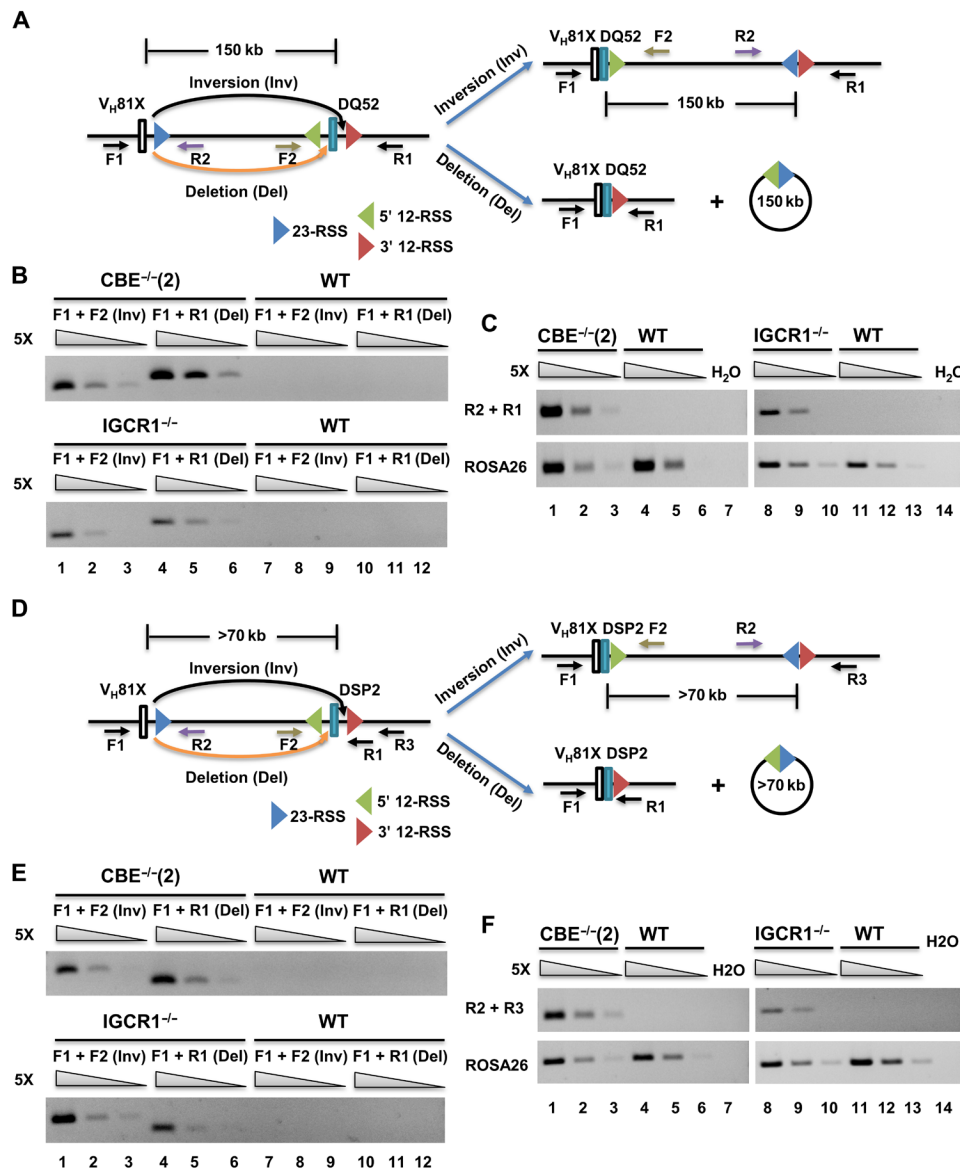 A
150 kb
Inversion (Inv)
V_H81X
DQ52
F1
R2
F2
R1
Deletion (Del)
23-RSS
5' 12-RSS
3' 12-RSS
Inversion (Inv)
Deletion (Del)
V_H81X DQ52
F2
R2
F1
R1
150 kb
V_H81X DQ52
F1
R1
+
150 kb
B
CBE⁻/⁻(2)
WT
F1 + F2 (Inv) F1 + R1 (Del) F1 + F2 (Inv) F1 + R1 (Del)
5X
IGCR1⁻/⁻
WT
F1 + F2 (Inv) F1 + R1 (Del) F1 + F2 (Inv) F1 + R1 (Del)
5X
1 2 3 4 5 6 7 8 9 10 11 12
C
CBE⁻/⁻(2) WT IGCR1⁻/⁻ WT
5X H₂O H₂O
R2 + R1
ROSA26
1 2 3 4 5 6 7 8 9 10 11 12 13 14
D
>70 kb
Inversion (Inv)
V_H81X
DSP2
F1
R2
F2
R1
R3
Deletion (Del)
23-RSS
5' 12-RSS
3' 12-RSS
Inversion (Inv)
Deletion (Del)
V_H81X DSP2 F2
R2
F1
R3
>70 kb
V_H81X DSP2
F1
R1
+
>70 kb
E
CBE⁻/⁻(2)
WT
F1 + F2 (Inv) F1 + R1 (Del) F1 + F2 (Inv) F1 + R1 (Del)
5X
IGCR1⁻/⁻
WT
F1 + F2 (Inv) F1 + R1 (Del) F1 + F2 (Inv) F1 + R1 (Del)
5X
1 2 3 4 5 6 7 8 9 10 11 12
F
CBE⁻/⁻(2) WT IGCR1⁻/⁻ WT H2O
5X H2O
R2 + R3
ROSA26
1 2 3 4 5 6 7 8 9 10 11 12 13 14